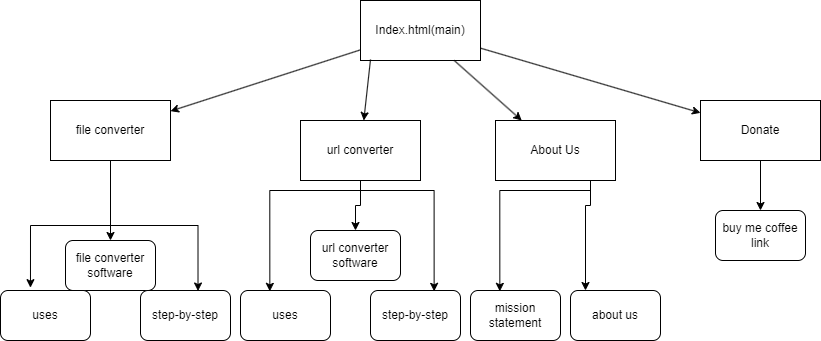 Index.html(main)
file converter
url converter
About Us
Donate
file converter
software
url converter
software
buy me coffee
link
uses
step-by-step
uses
step-by-step
mission
statement
about us